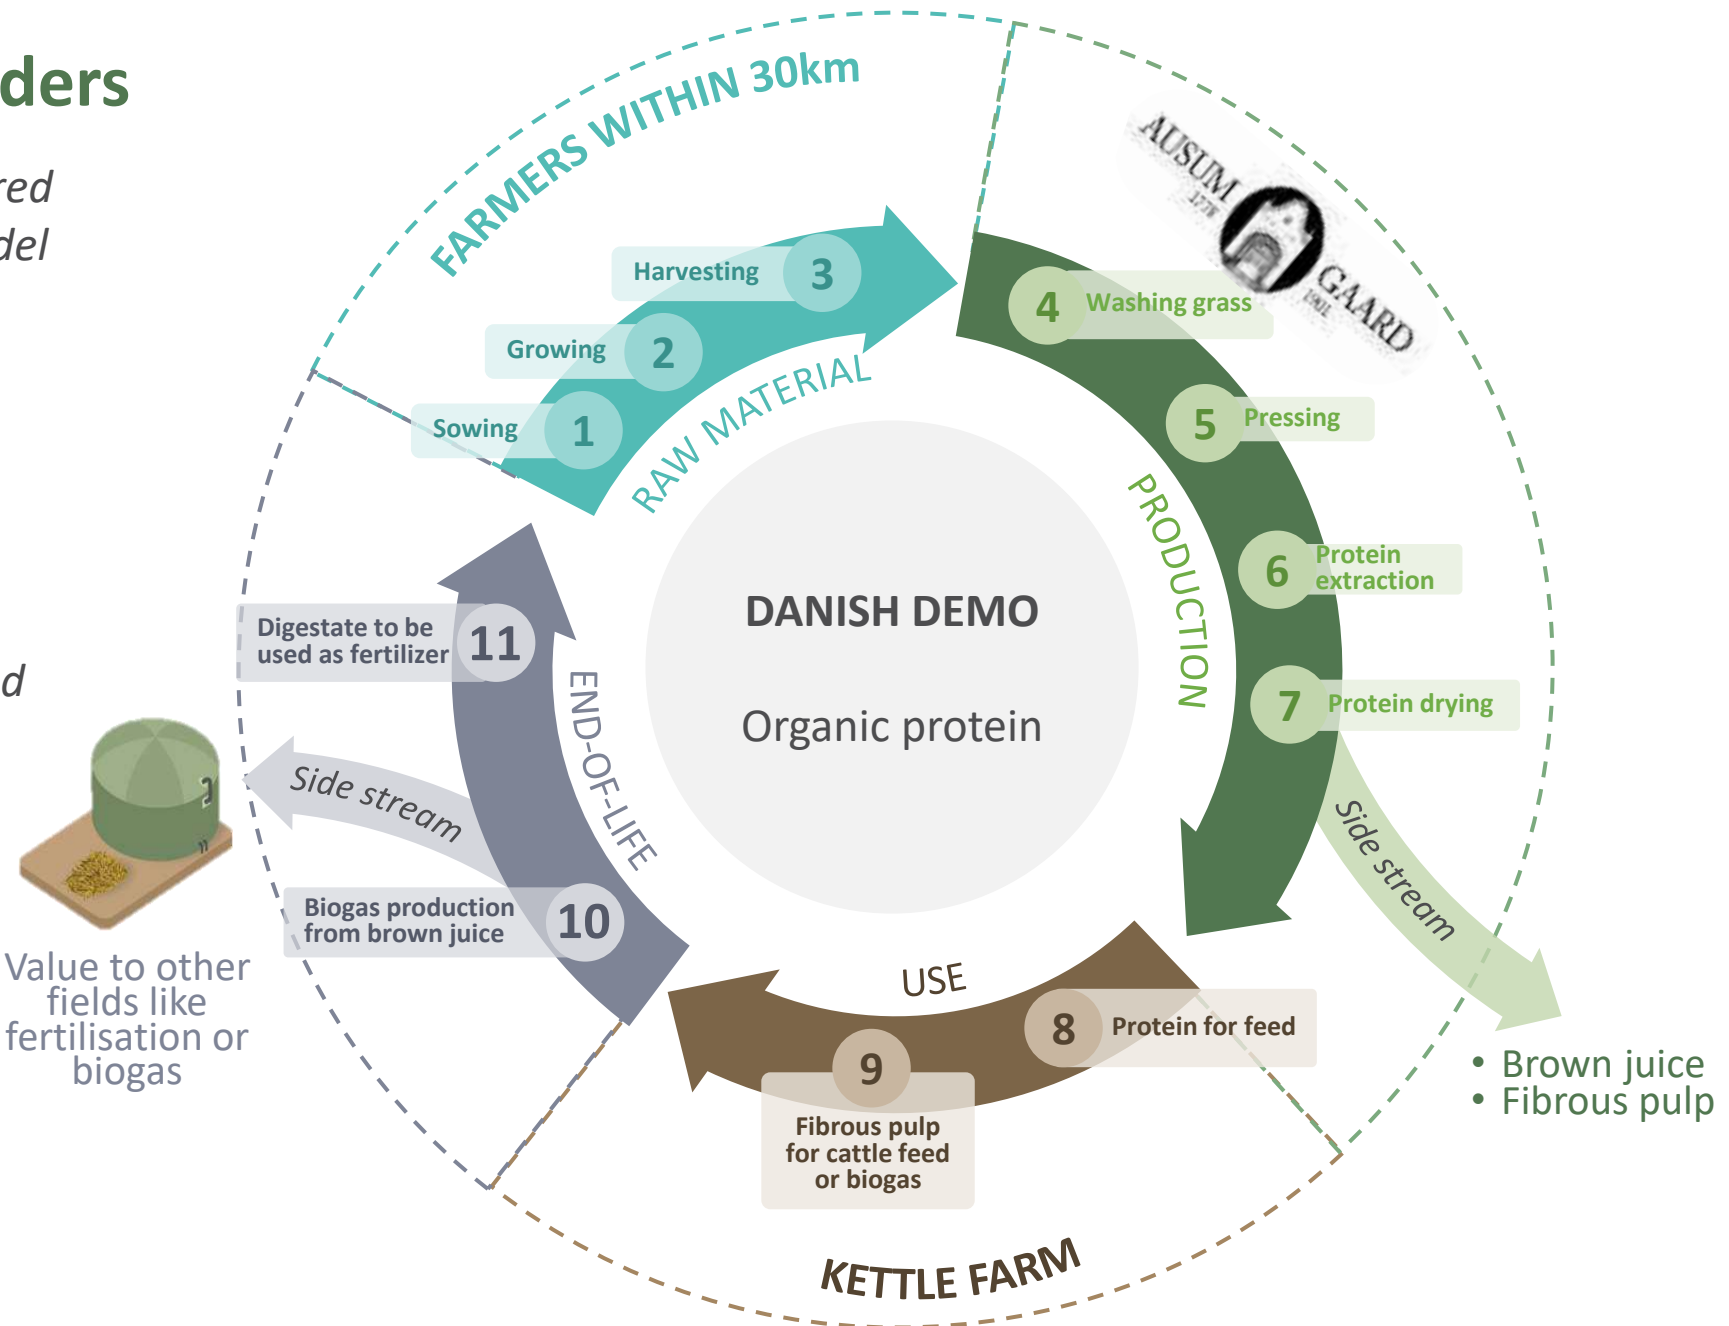 ders
red
del
d
FARMERS WITHIN 30km
AUSUM
GAARD
Harvesting
3
Growing
2
Sowing
1
RAW MATERIAL
4
Washing grass
5
Pressing
6
Protein
extraction
7
Protein drying
PRODUCTION
Side stream
• Brown juice
• Fibrous pulp
DANISH DEMO
Organic protein
USE
8
Protein for feed
9
Fibrous pulp
for cattle feed
or biogas
KETTLE FARM
END-OF-LIFE
10
Biogas production
from brown juice
Side stream
11
Digestate to be
used as fertilizer
Value to other
fields like
fertilisation or
biogas